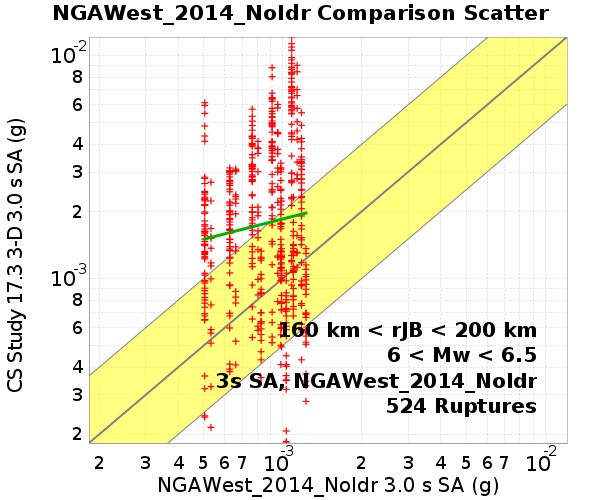 NGAWest_2014_NoIdr Comparison Scatter
CS Study 17.3 3-D 3.0 s SA (g)
10-2
8
6
4
3
2
10-3
8
6
4
3
2
160 km < rJB < 200 km
6 < Mw < 6.5
3s SA, NGAWest_2014_NoIdr
524 Ruptures
2 3 4 5 6 7 10-3 2 3 4 5 6 7 10-2
NGAWest_2014_NoIdr 3.0 s SA (g)